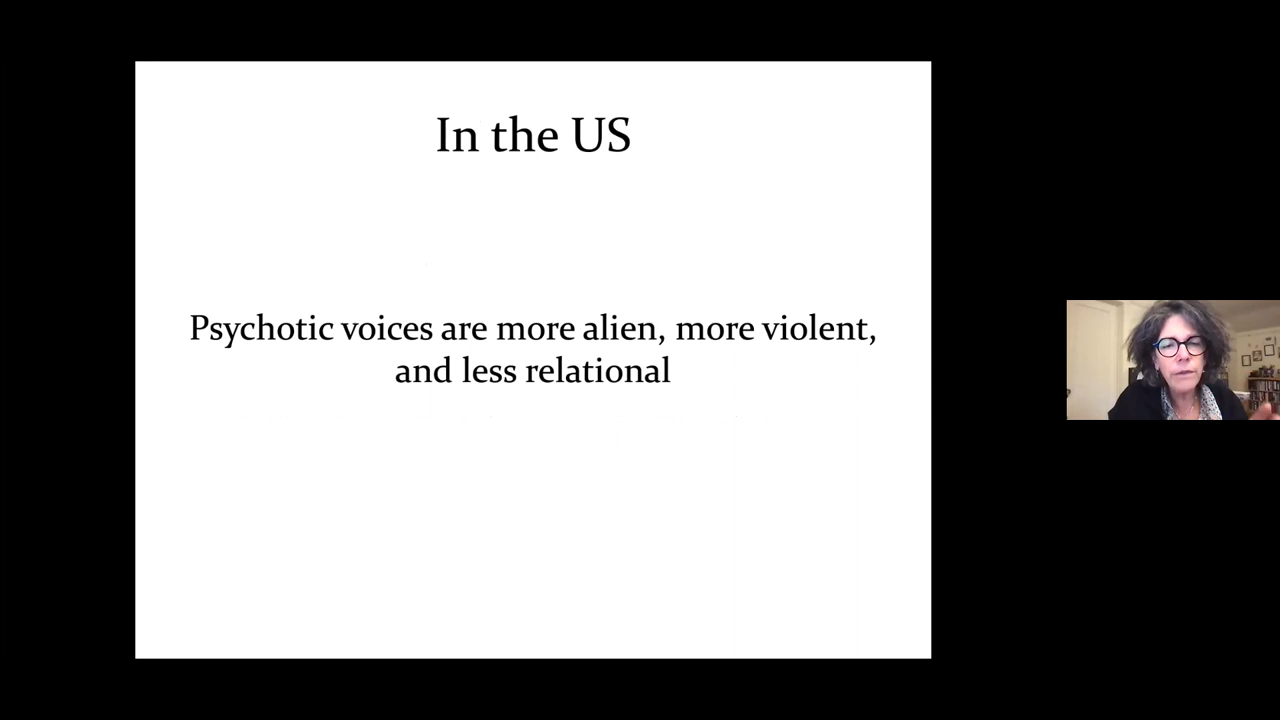 In the US
Psychotic voices are more alien, more violent,
and less relational